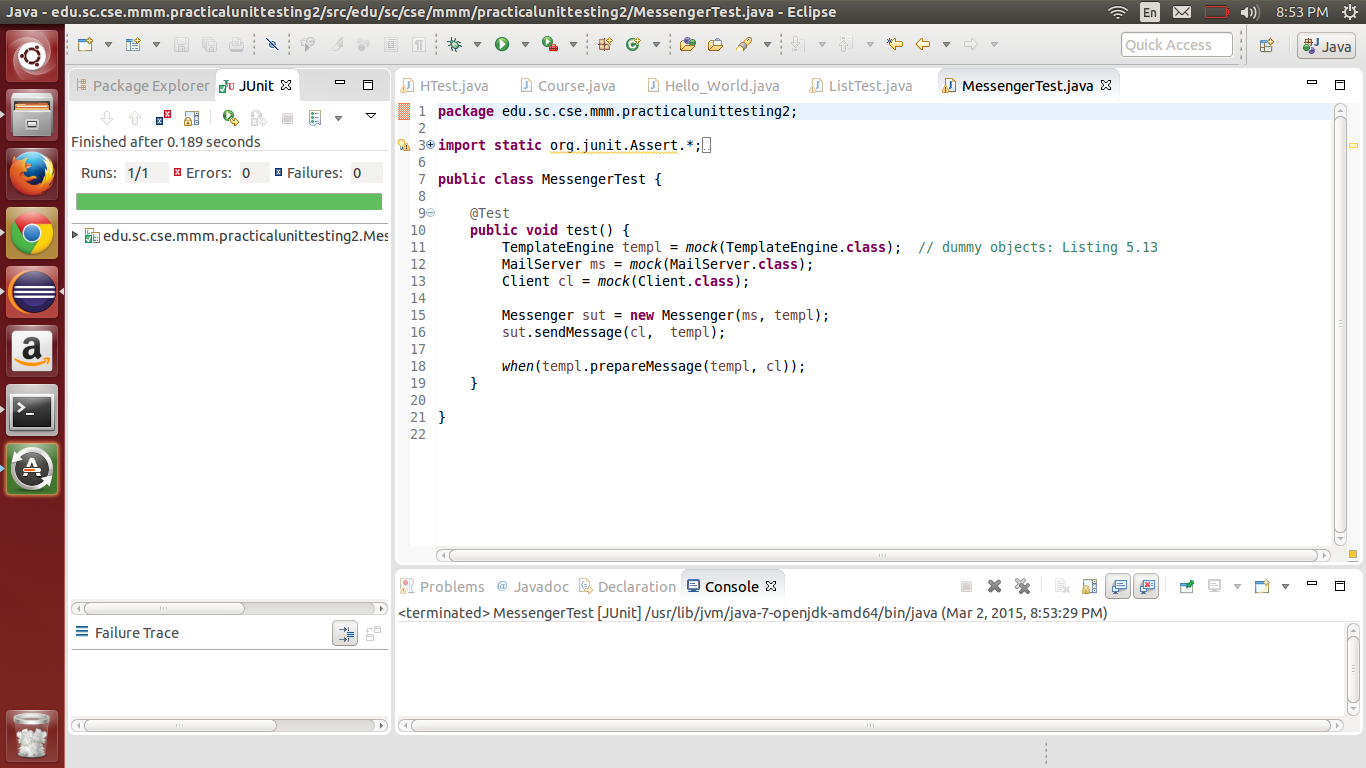 Java - edu.sc.cse.mmm.practicalunittesting2/src/edu/sc/cse/mmm/practicalunittesting2/MessengerTest.java - Eclipse
En
8:53 PM
Quick Access
Java
Package Explorer
JUnit
Finished after 0.189 seconds
Runs: 1/1 Errors: 0 Failures: 0
edu.sc.cse.mmm.practicalunittesting2.Mes
Failure Trace
HTest.java Course.java Hello_World.java ListTest.java MessengerTest.java
1 package edu.sc.cse.mmm.practicalunittesting2;
2
3 import static org.junit.Assert.*;
6
7 public class MessengerTest {
8
9 @Test
10 public void test() {
11 TemplateEngine templ = mock(TemplateEngine.class); // dummy objects: Listing 5.13
12 MailServer ms = mock(MailServer.class);
13 Client cl = mock(Client.class);
14
15 Messenger sut = new Messenger(ms, templ);
16 sut.sendMessage(cl, templ);
17
18 when(templ.prepareMessage(templ, cl));
19 }
20
21 }
22
Problems @ Javadoc Declaration Console
<terminated> MessengerTest [JUnit] /usr/lib/jvm/java-7-openjdk-amd64/bin/java (Mar 2, 2015, 8:53:29 PM)